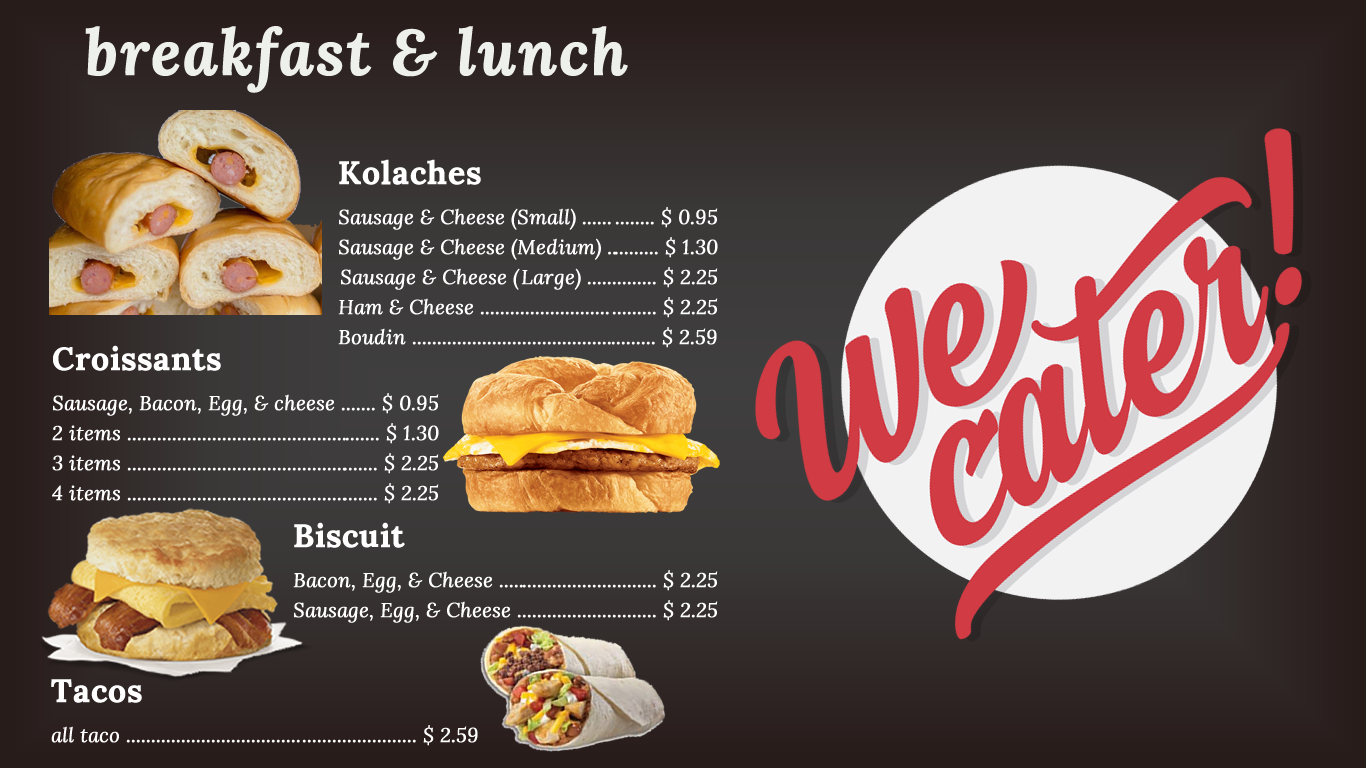 breakfast & lunch
Kolaches
Sausage & Cheese (Small) .............. $ 0.95
Sausage & Cheese (Medium) .......... $ 1.30
Sausage & Cheese (Large) .............. $ 2.25
Ham & Cheese .................................... $ 2.25
Boudin ................................................. $ 2.59
Croissants
Sausage, Bacon, Egg, & cheese ....... $ 0.95
2 items ................................................... $ 1.30
3 items ................................................... $ 2.25
4 items ................................................... $ 2.25
Biscuit
Bacon, Egg, & Cheese ................................ $ 2.25
Sausage, Egg, & Cheese ............................ $ 2.25
Tacos
all taco ........................................................... $ 2.59
We
cater!